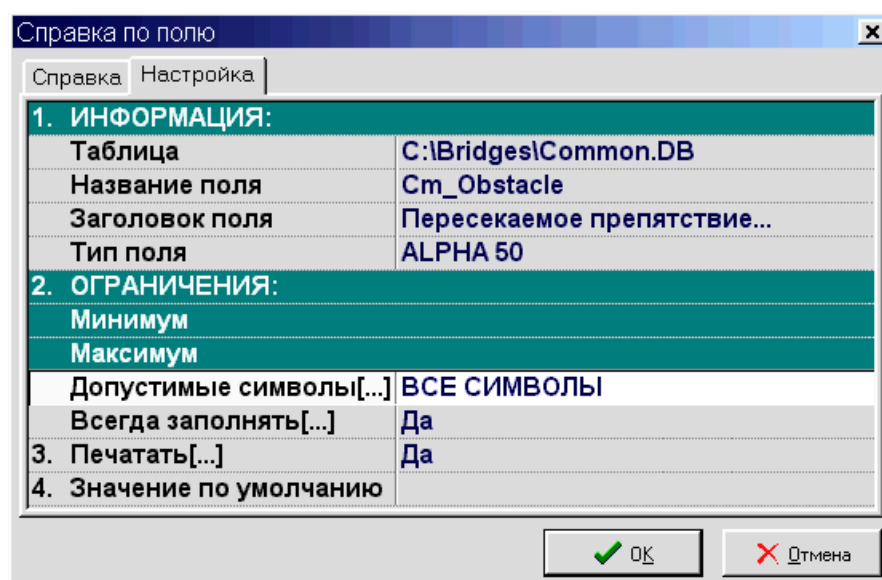 Справка по полю
Справка Настройка
1. ИНФОРМАЦИЯ:
Таблица C:\Bridges\Common.DB
Название поля Cm_Obstacle
Заголовок поля Пересекаемое препятствие...
Тип поля ALPHA 50
2. ОГРАНИЧЕНИЯ:
Минимум
Максимум
Допустимые символы[...] ВСЕ СИМВОЛЫ
Всегда заполнять[...] Да
3. Печатать[...] Да
4. Значение по умолчанию
OK Отмена